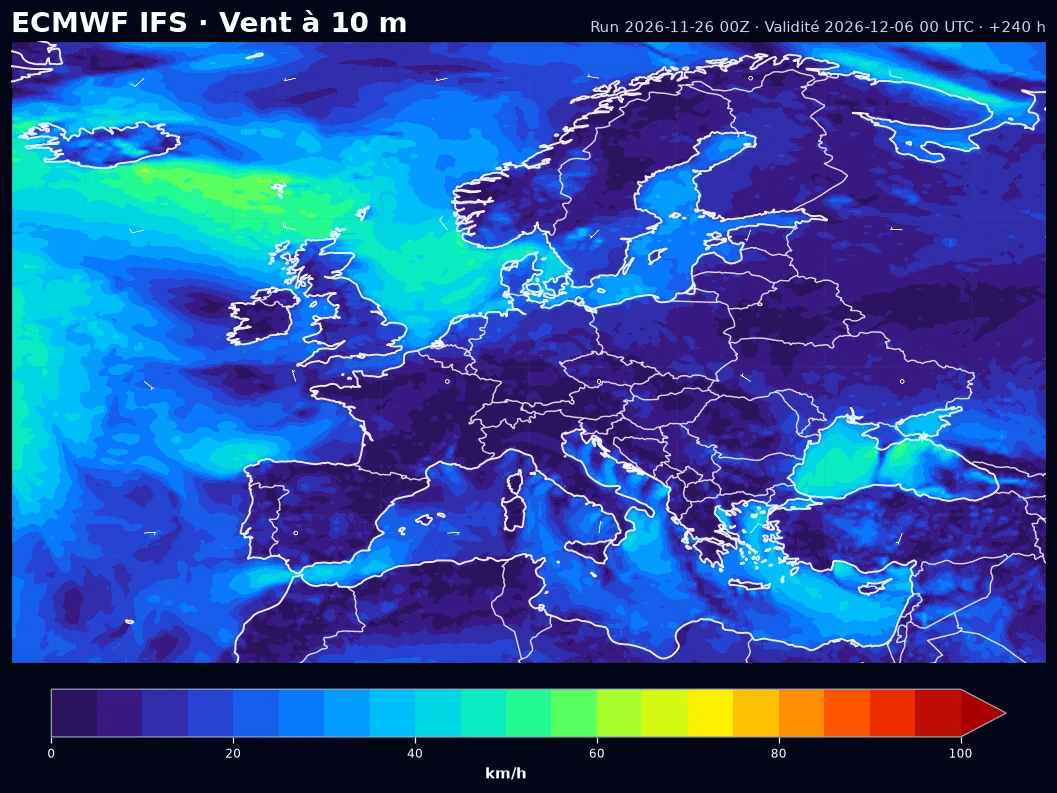 ECMWF IFS · Vent à 10 m
Run 2026-11-26 00Z · Validité 2026-12-06 00 UTC · +240 h
0 20 40 60 80 100
km/h